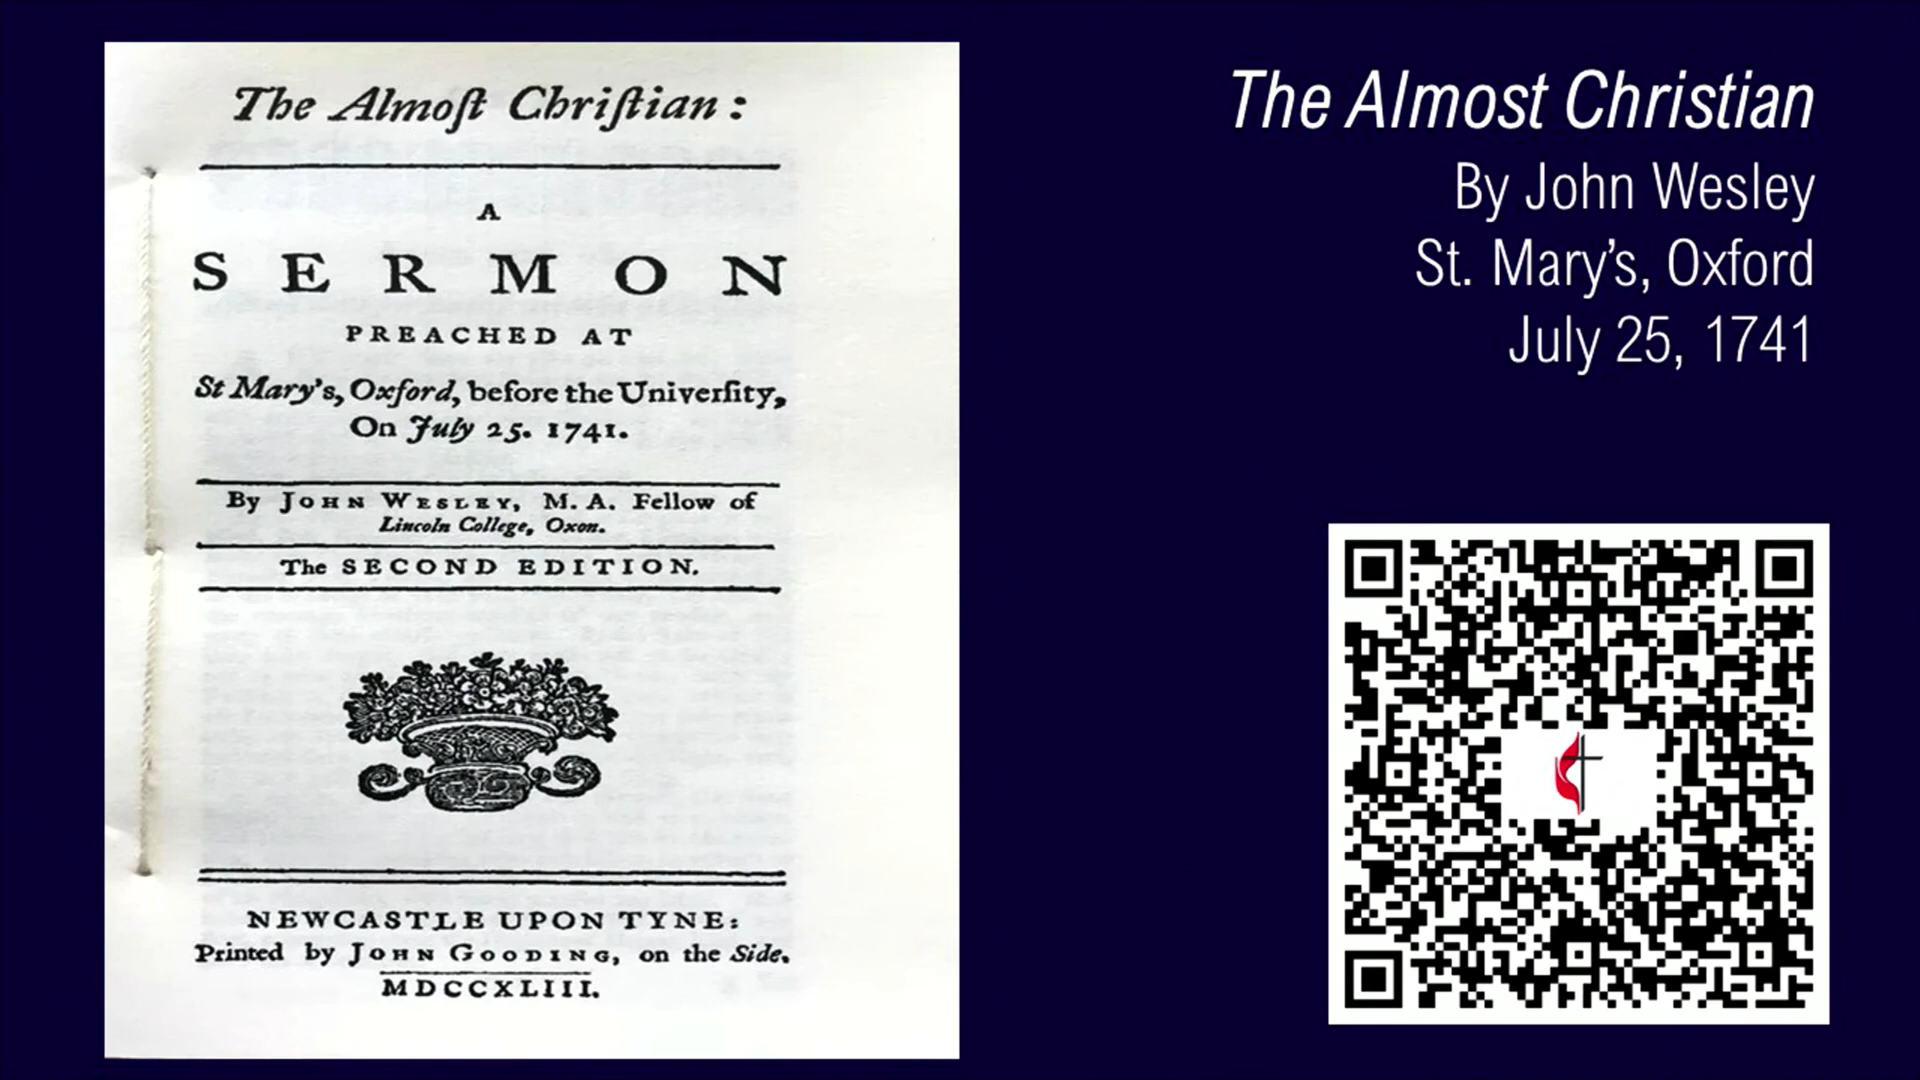 The Almoſt Chriſtian:
A
SERMON
PREACHED AT
St Mary's, Oxford, before the Univerſity,
On July 25. 1741.
By JOHN WESLEY, M. A. Fellow of
Lincoln College, Oxon.
The SECOND EDITION.
NEWCASTLE UPON TYNE:
Printed by JOHN GOODING, on the Side.
MDCCXLIII.
The Almost Christian
By John Wesley
St. Mary’s, Oxford
July 25, 1741